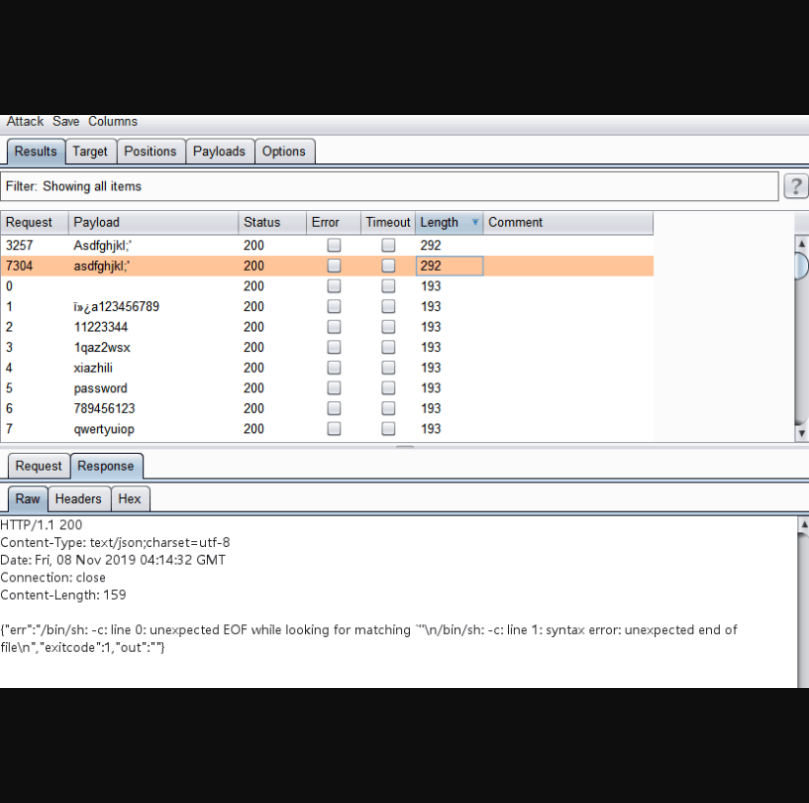 Attack Save Columns
Results Target Positions Payloads Options
Filter: Showing all items ?
Request Payload Status Error Timeout Length Comment
3257 Asdfghjkl;' 200 292
7304 asdfghjkl;' 200 292
0 200 193
1 ï»¿a123456789 200 193
2 11223344 200 193
3 1qaz2wsx 200 193
4 xiazhili 200 193
5 password 200 193
6 789456123 200 193
7 qwertyuiop 200 193
Request Response
Raw Headers Hex
HTTP/1.1 200
Content-Type: text/json;charset=utf-8
Date: Fri, 08 Nov 2019 04:14:32 GMT
Connection: close
Content-Length: 159
{"err":"/bin/sh: -c: line 0: unexpected EOF while looking for matching `''\n/bin/sh: -c: line 1: syntax error: unexpected end of
file\n","exitcode":1,"out":""}